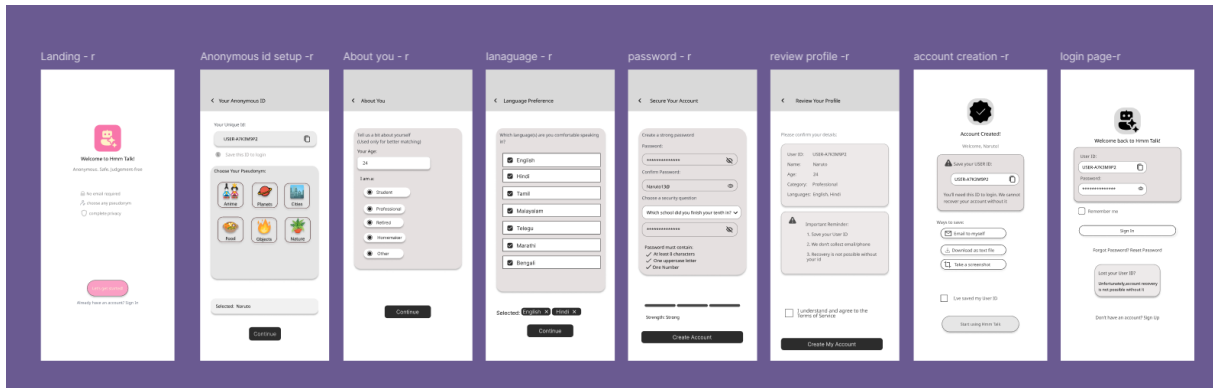 Landing - r
Welcome to Hmm Talk!
Anonymous. Safe. Judgement-free
No email required
choose any pseudonym
complete privacy
Let's get started
Already have an account? Sign In
Anonymous id setup -r
Your Anonymous ID
Your Unique Id:
USER-A7K3M9P2
Save this ID to login
Choose Your Pseudonym:
Anime
Planets
Cities
Food
Objects
Nature
Selected: Naruto
Continue
About you - r
About You
Tell us a bit about yourself
(Used only for better matching)
Your Age:
24
I am a:
Student
Professional
Retired
Homemaker
Other
Continue
lanaguage - r
Language Preference
Which language(s) are you comfortable speaking
in?
English
Hindi
Tamil
Malayalam
Telegu
Marathi
Bengali
Selected: English X Hindi X
Continue
password - r
Secure Your Account
Create a strong password
Password:
Confirm Password:
Naruto130
Choose a security question
Which school did you finish your tenth in?
Password must contain:
At least 8 characters
One uppercase letter
One Number
Strength: Strong
Create Account
review profile -r
Review Your Profile
Please confirm your details:
User ID: USER-A7K3M9P2
Name: Naruto
Age: 24
Category: Professional
Languages: English, Hindi
Important Reminder:
1. Save your User ID
2. We don't collect email/phone
3. Recovery is not possible without
your id
I understand and agree to the
Terms of Service
Create My Account
account creation -r
Account Created!
Welcome, Naruto!
Save your USER ID:
USER-A7K3M9P2
You'll need this ID to login. We cannot
recover your account without it
Ways to save:
Email to myself
Download as text file
Take a screenshot
I've saved my User ID
Start using Hmm Talk
login page-r
Welcome back to Hmm Talk!
User ID:
USER-A7K3M9P2
Password:
Remember me
Sign In
Forgot Password? Reset Password
Lost your User ID?
Unfortunately,account recovery
is not possible without it
Don't have an account? Sign Up